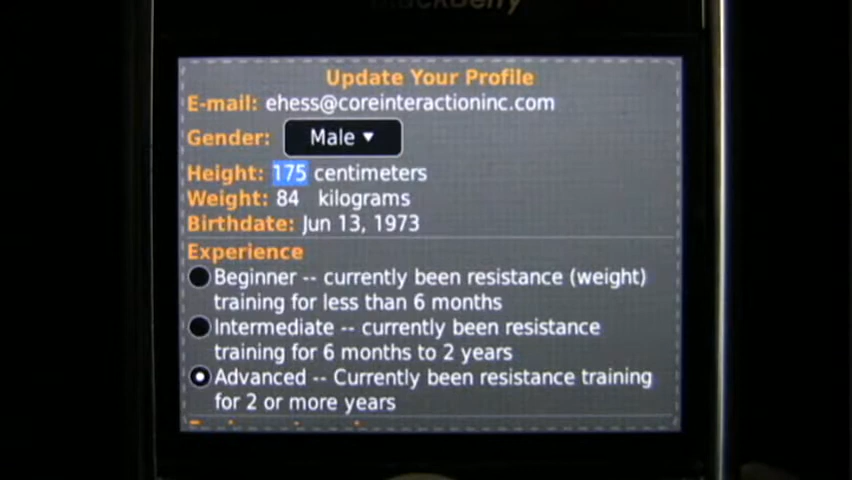 BlackBerry
Update Your Profile
E-mail: ehess@coreinteractioninc.com
Gender: Male ▼
Height: 175 centimeters
Weight: 84 kilograms
Birthdate: Jun 13, 1973
Experience
Beginner -- currently been resistance (weight)
training for less than 6 months
Intermediate -- currently been resistance
training for 6 months to 2 years
Advanced -- Currently been resistance training
for 2 or more years